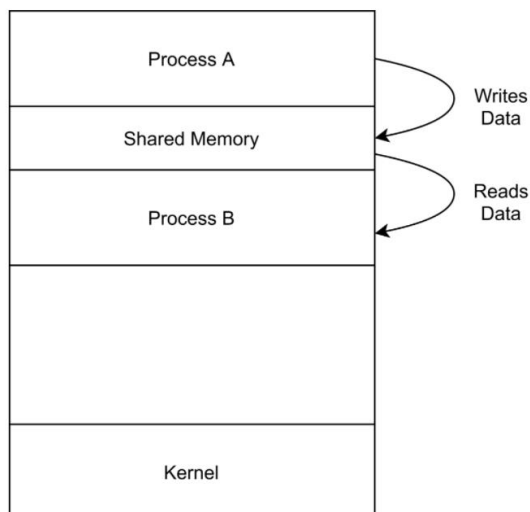 Process A
Writes
Data
Shared Memory
Reads
Data
Process B
Kernel